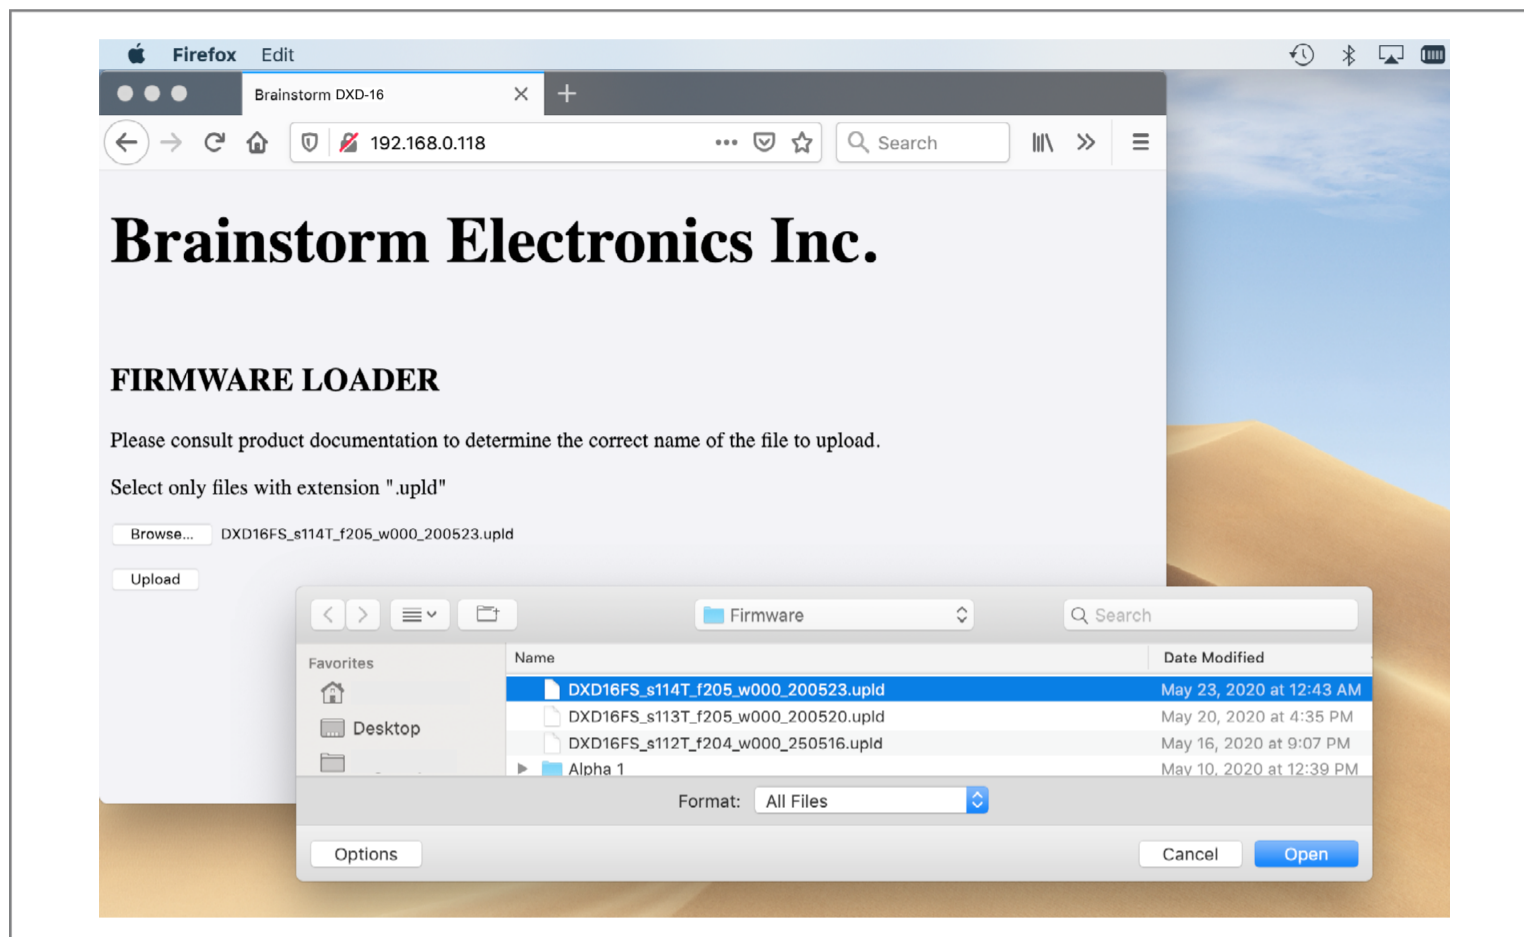 Firefox Edit
Brainstorm DXD-16
192.168.0.118
Search
Brainstorm Electronics Inc.
FIRMWARE LOADER
Please consult product documentation to determine the correct name of the file to upload.
Select only files with extension ".upld"
Browse... DXD16FS_s114T_f205_w000_200523.upld
Upload
Firmware
Search
Favorites
Desktop
Name Date Modified
DXD16FS_s114T_f205_w000_200523.upld May 23, 2020 at 12:43 AM
DXD16FS_s113T_f205_w000_200520.upld May 20, 2020 at 4:35 PM
DXD16FS_s112T_f204_w000_250516.upld May 16, 2020 at 9:07 PM
Alpha 1 May 10, 2020 at 12:39 PM
Format: All Files
Options Cancel Open